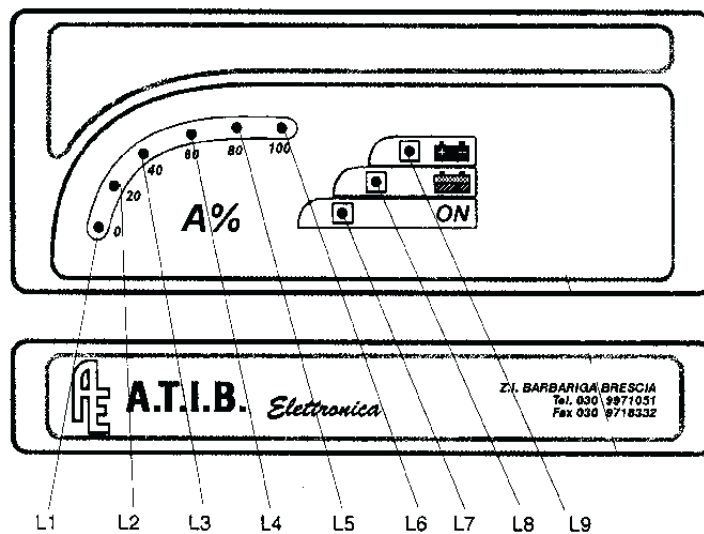 0
20
40
60
80
100
A%
ON
AE A.T.I.B. Elettronica
Z.I. BARBARIGA BRESCIA
Tel. 030 9971051
Fax 030 9718332
L1 L2 L3 L4 L5 L6 L7 L8 L9